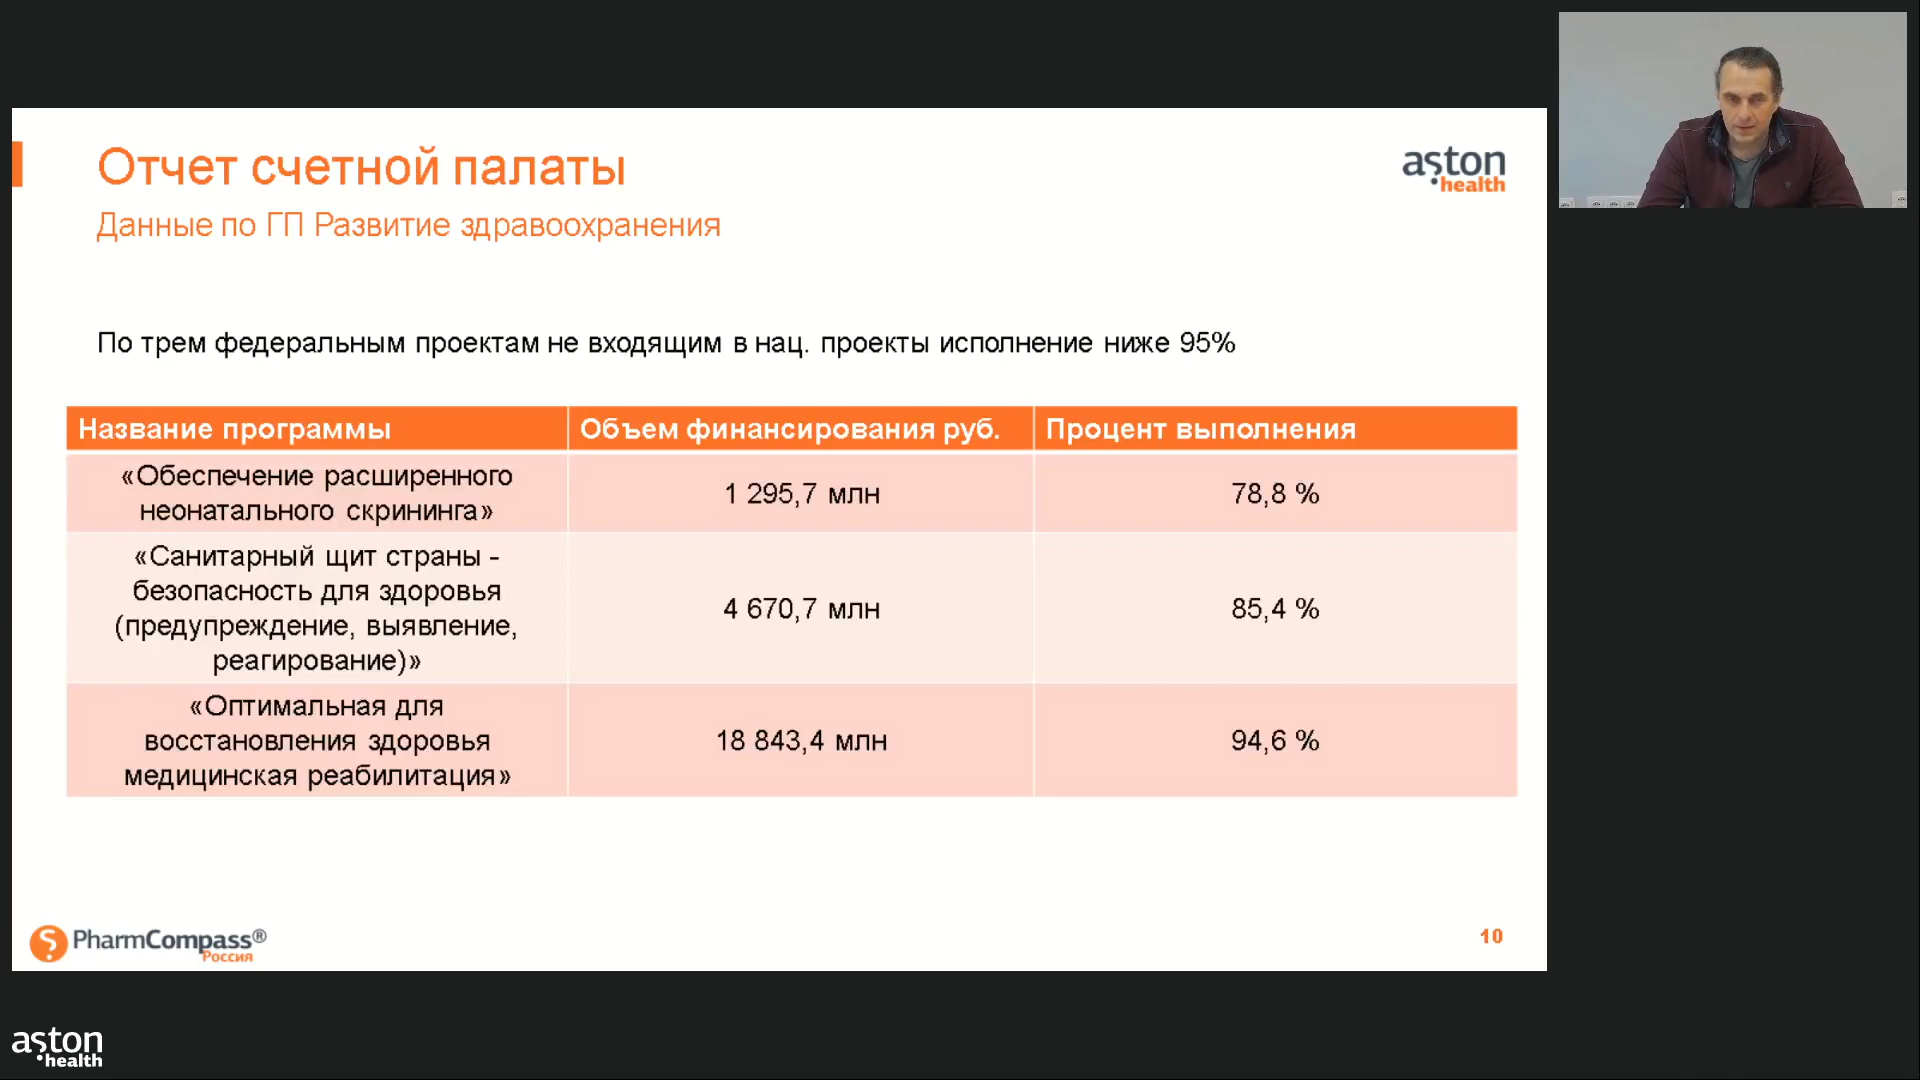 Отчет счетной палаты
Данные по ГП Развитие здравоохранения
aston
health
По трем федеральным проектам не входящим в нац. проекты исполнение ниже 95%
Название программы
Объем финансирования руб.
Процент выполнения
«Обеспечение расширенного
неонатального скрининга»
1 295,7 млн
78,8 %
«Санитарный щит страны -
безопасность для здоровья
(предупреждение, выявление,
реагирование)»
4 670,7 млн
85,4 %
«Оптимальная для
восстановления здоровья
медицинская реабилитация»
18 843,4 млн
94,6 %
PharmCompass®
Россия
10
aston
health